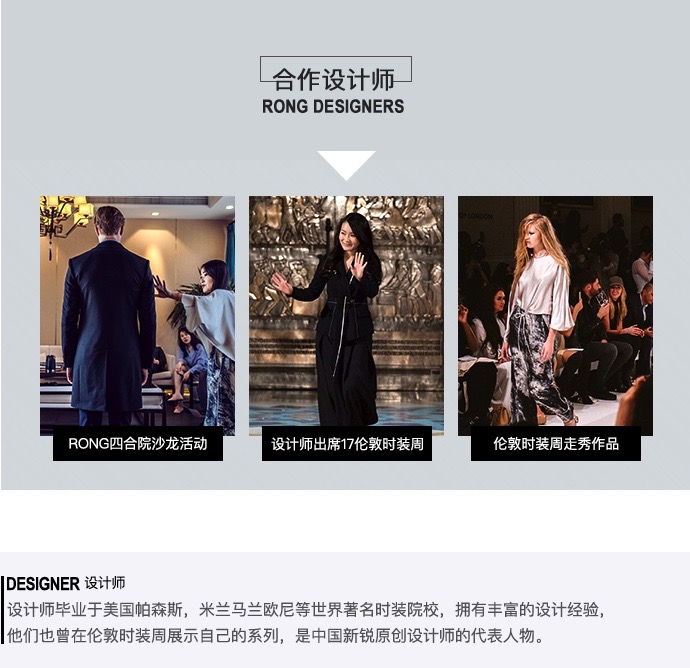 合作设计师
RONG DESIGNERS
RONG四合院沙龙活动
设计师出席17伦敦时装周
伦敦时装周走秀作品
DESIGNER 设计师
设计师毕业于美国帕森斯，米兰马兰欧尼等世界著名时装院校，拥有丰富的设计经验，
他们也曾在伦敦时装周展示自己的系列，是中国新锐原创设计师的代表人物。